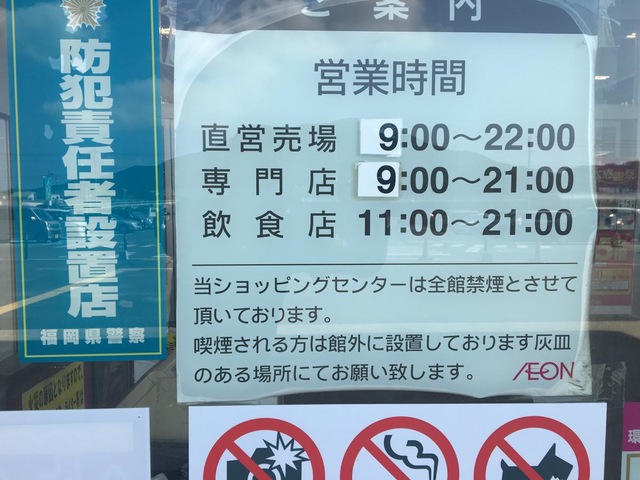 ご案内
営業時間
直営売場 9:00～22:00
専門店 9:00～21:00
飲食店 11:00～21:00
当ショッピングセンターは全館禁煙とさせて
頂いております。
喫煙される方は館外に設置しております灰皿
のある場所にてお願い致します。
ÆON
防犯責任者設置店
福岡県警察
環